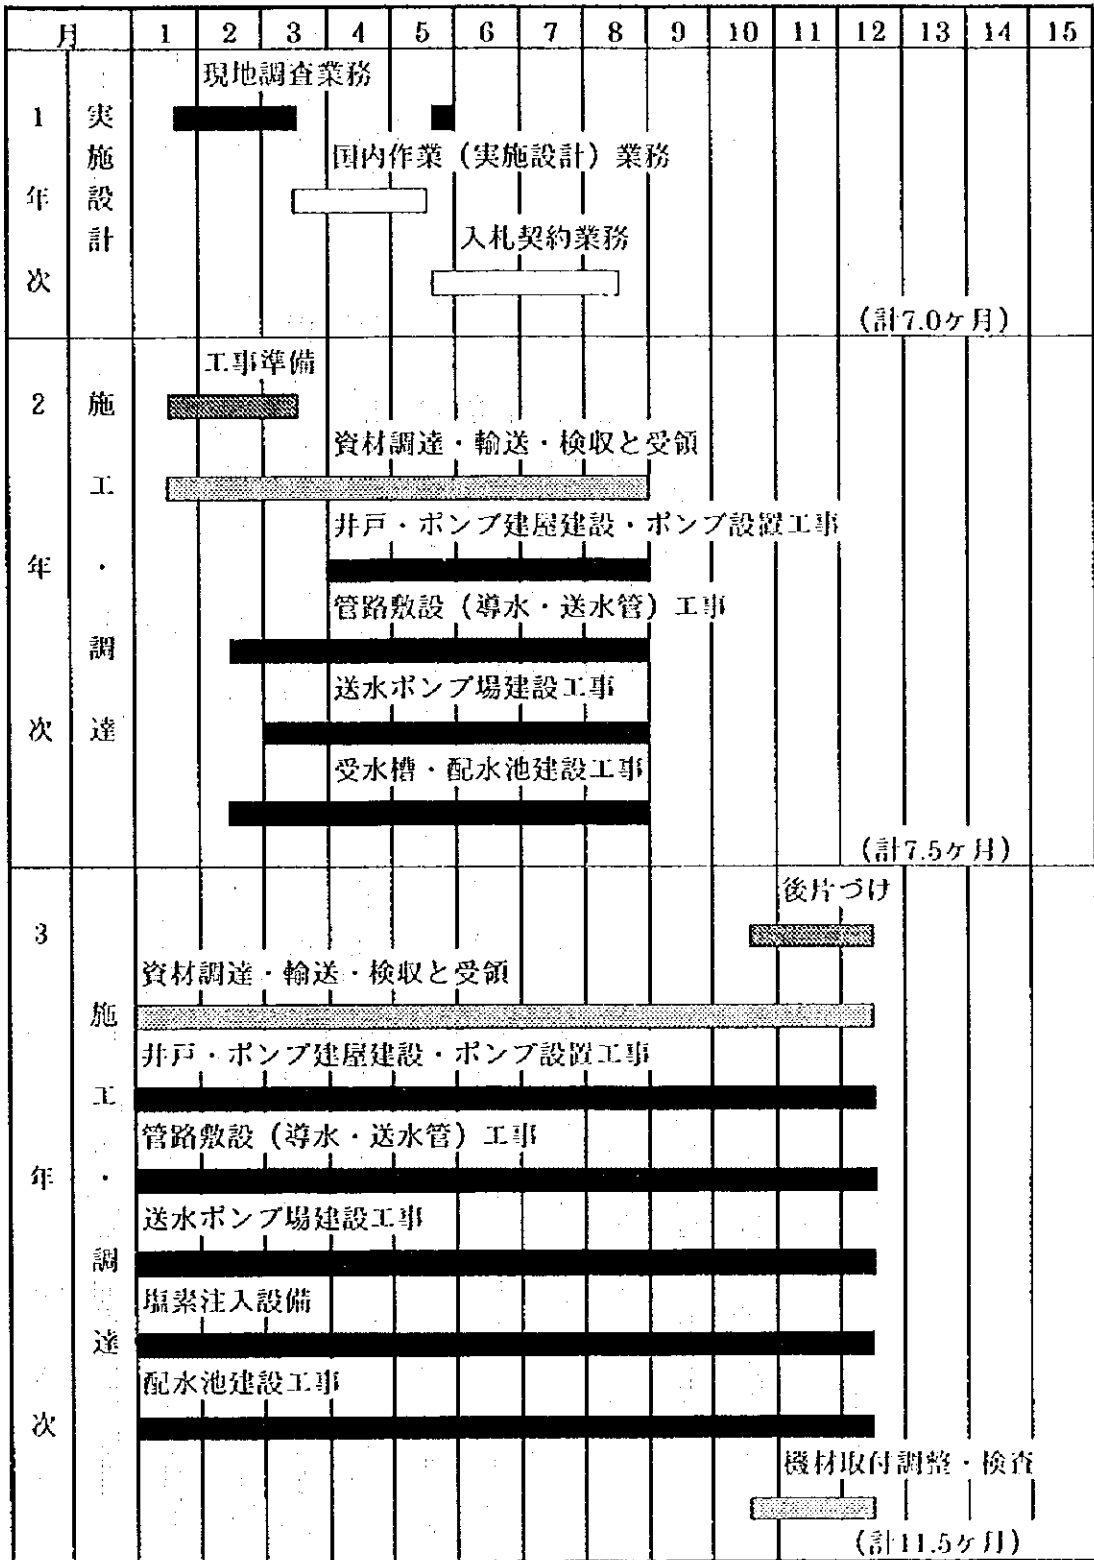 月 1 2 3 4 5 6 7 8 9 10 11 12 13 14 15
1年次
実施設計
現地調査業務
国内作業（実施設計）業務
入札契約業務
（計7.0ヶ月）
2年次
施工・調達
工事準備
資材調達・輸送・検収と受領
井戸・ポンプ建屋建設・ポンプ設置工事
管路敷設（導水・送水管）工事
送水ポンプ場建設工事
受水槽・配水池建設工事
（計7.5ヶ月）
3年次
施工・調達
後片づけ
資材調達・輸送・検収と受領
井戸・ポンプ建屋建設・ポンプ設置工事
管路敷設（導水・送水管）工事
送水ポンプ場建設工事
塩素注入設備
配水池建設工事
機材取付調整・検査
（計11.5ヶ月）